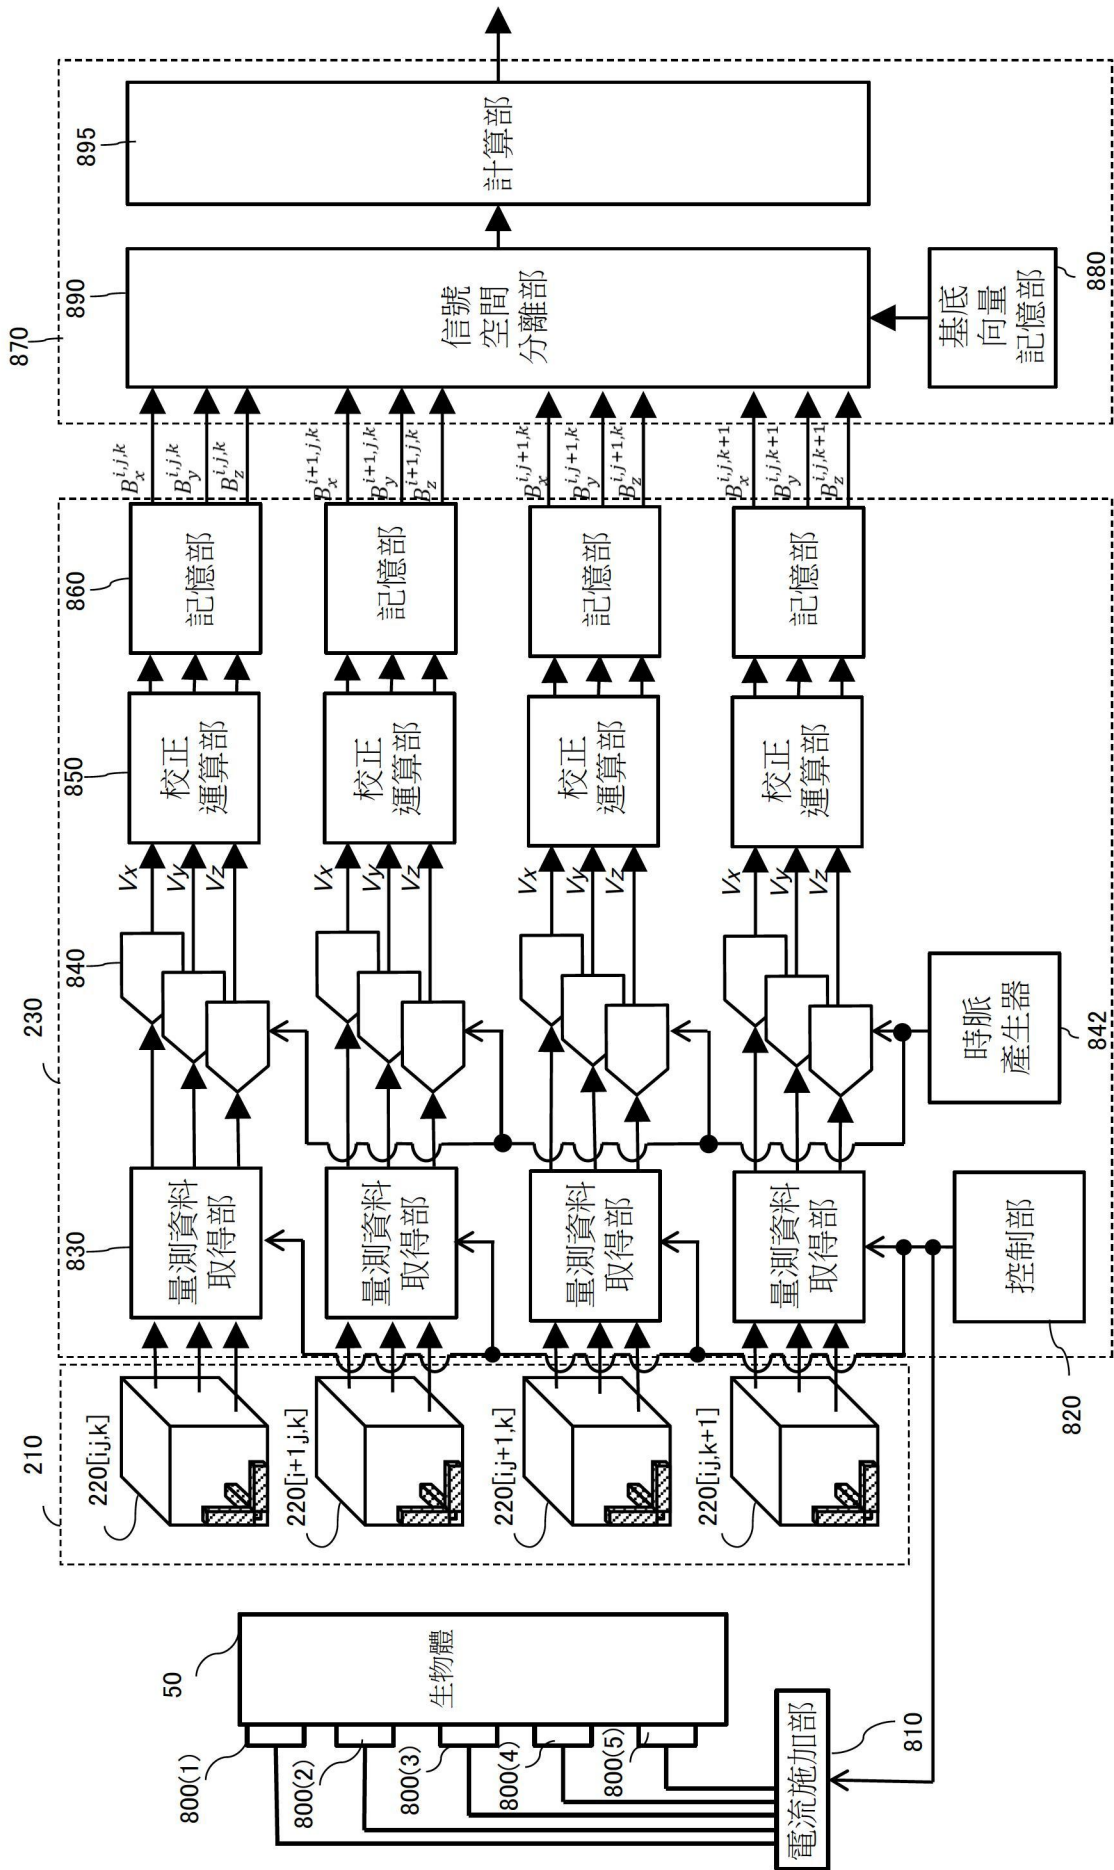 50
生物體
800(1)
800(2)
800(3)
800(4)
800(5)
電流施加部
810
210
220[i,j,k]
220[i+1,j,k]
220[i,j+1,k]
220[i,j,k+1]
230
830
量測資料
取得部
量測資料
取得部
量測資料
取得部
量測資料
取得部
控制部
820
840
Vx
Vy
Vz
Vx
Vy
Vz
Vx
Vy
Vz
Vx
Vy
Vz
時脈
產生器
842
850
校正
運算部
校正
運算部
校正
運算部
校正
運算部
860
記憶部
記憶部
記憶部
記憶部
B_x^{i,j,k}
B_y^{i,j,k}
B_z^{i,j,k}
B_x^{i+1,j,k}
B_y^{i+1,j,k}
B_z^{i+1,j,k}
B_x^{i,j+1,k}
B_y^{i,j+1,k}
B_z^{i,j+1,k}
B_x^{i,j,k+1}
B_y^{i,j,k+1}
B_z^{i,j,k+1}
870
890
信號
空間
分離部
基底
向量
記憶部
880
895
計算部